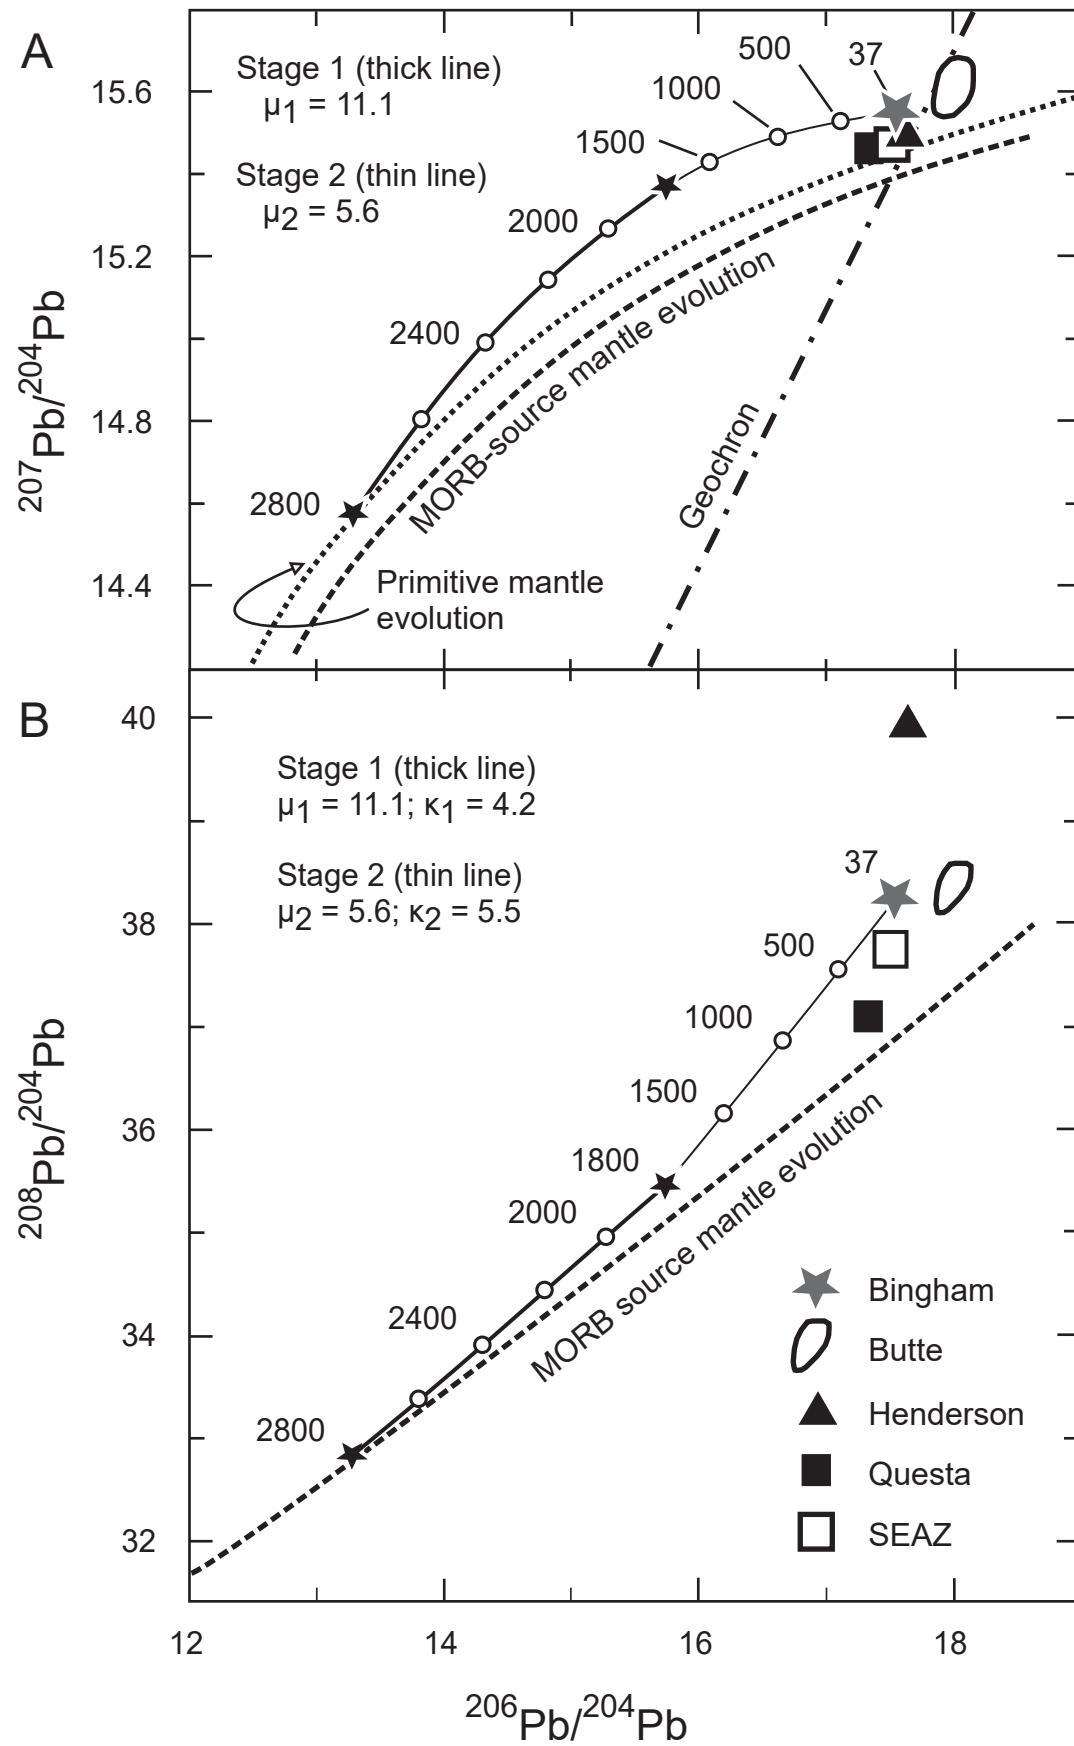 A
Stage 1 (thick line)
μ1 = 11.1
Stage 2 (thin line)
μ2 = 5.6
500
37
1000
1500
2000
2400
2800
15.6
15.2
14.8
14.4
207Pb/204Pb
MORB-source mantle evolution
Geochron
Primitive mantle
evolution
B
Stage 1 (thick line)
μ1 = 11.1; κ1 = 4.2
Stage 2 (thin line)
μ2 = 5.6; κ2 = 5.5
37
500
1000
1500
1800
2000
2400
2800
40
38
36
34
32
208Pb/204Pb
MORB source mantle evolution
Bingham
Butte
Henderson
Questa
SEAZ
12
14
16
18
206Pb/204Pb